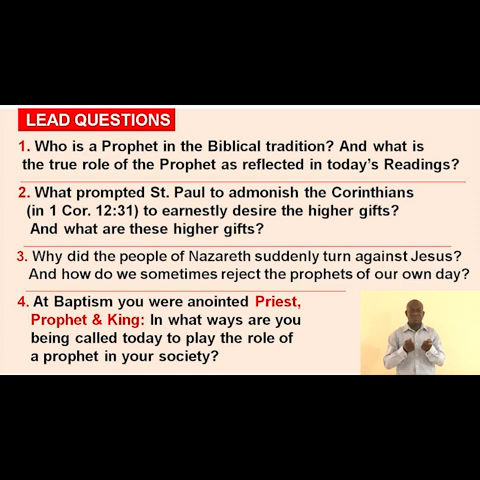 LEAD QUESTIONS
1. Who is a Prophet in the Biblical tradition? And what is
the true role of the Prophet as reflected in today's Readings?
2. What prompted St. Paul to admonish the Corinthians
(in 1 Cor. 12:31) to earnestly desire the higher gifts?
And what are these higher gifts?
3. Why did the people of Nazareth suddenly turn against Jesus?
And how do we sometimes reject the prophets of our own day?
4. At Baptism you were anointed Priest,
Prophet & King: In what ways are you
being called today to play the role of
a prophet in your society?